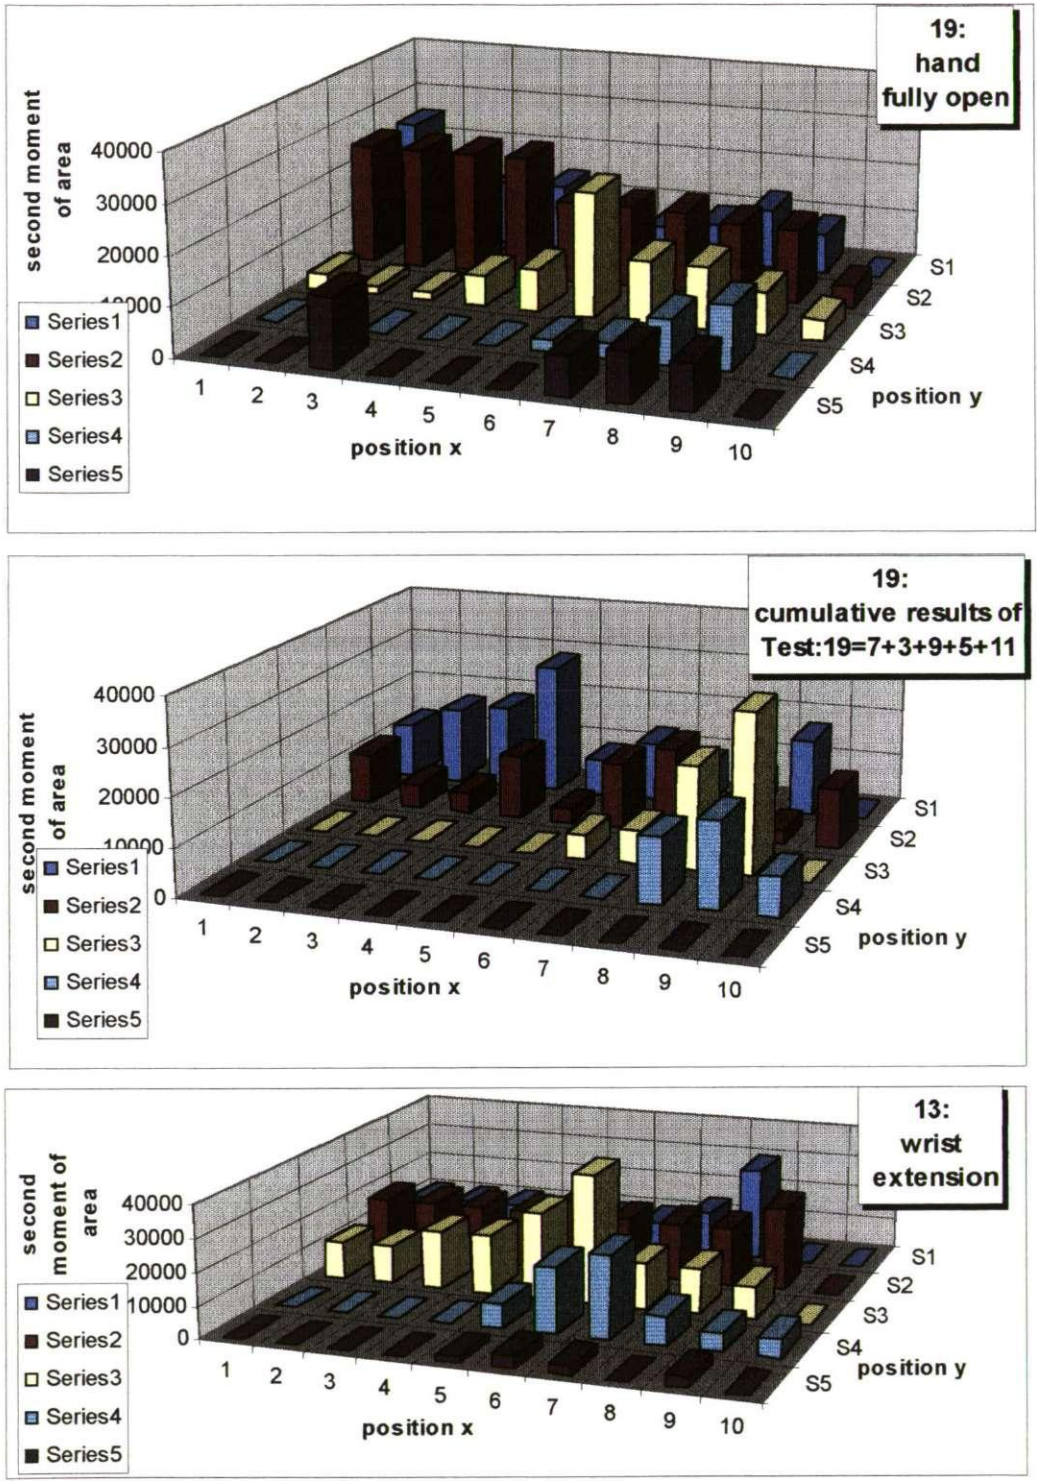 19:
hand
fully open
second moment
of area
40000
30000
20000
0000
0
Series1
Series2
Series3
Series4
Series5
1
2
3
4
5
6
7
8
9
10
position x
S1
S2
S3
S4
S5
position y
19:
cumulative results of
Test:19=7+3+9+5+11
second moment
of area
40000
30000
20000
10000
0
Series1
Series2
Series3
Series4
Series5
1
2
3
4
5
6
7
8
9
10
position x
S1
S2
S3
S4
S5
position y
13:
wrist
extension
second
moment of
area
40000
30000
20000
10000
0
Series1
Series2
Series3
Series4
Series5
1
2
3
4
5
6
7
8
9
10
position x
S1
S2
S3
S4
S5
position y